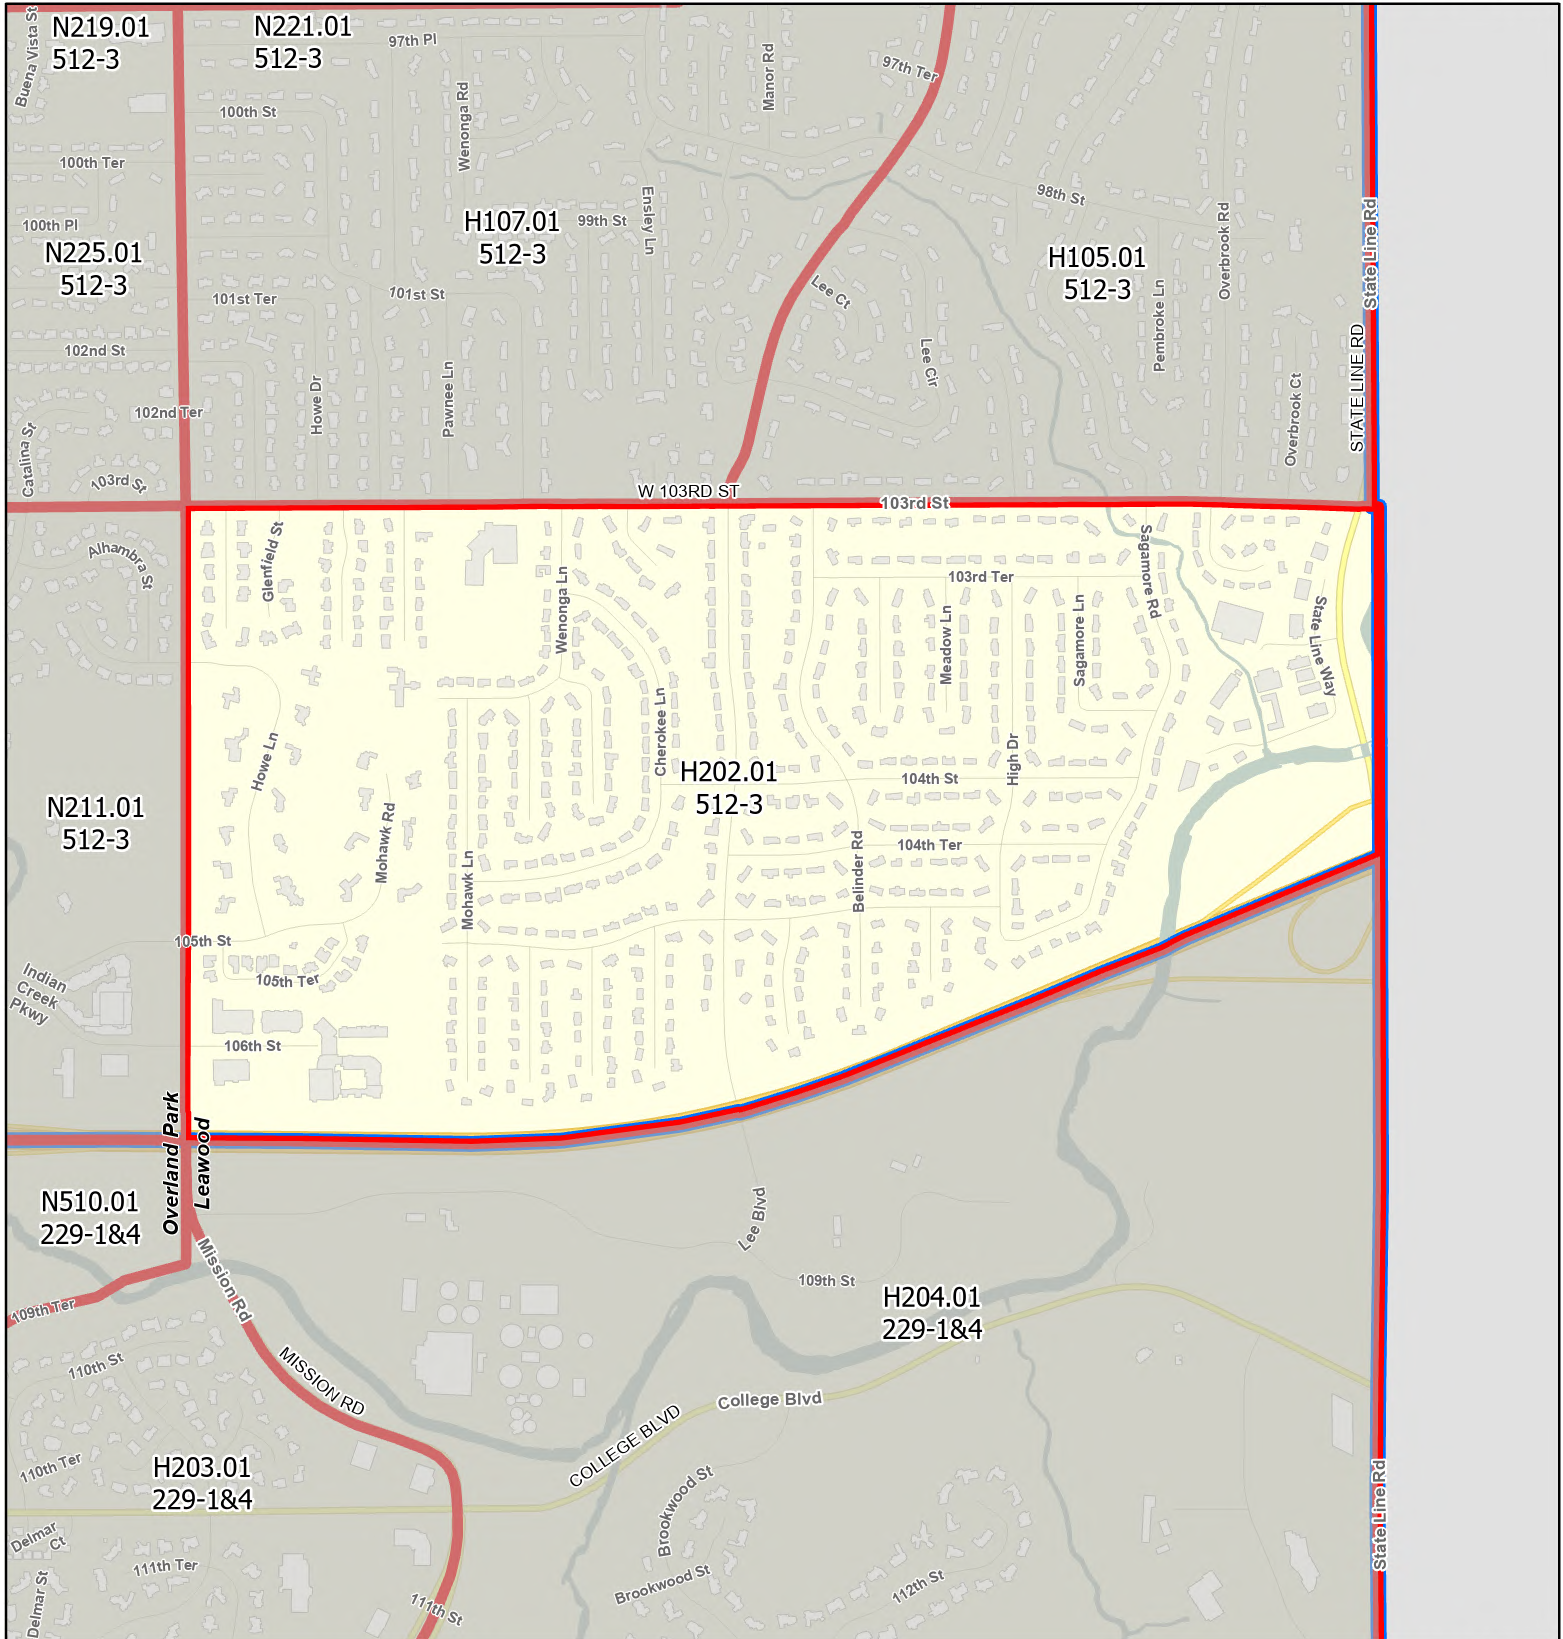 Buena Vista St
N219.01
512-3
N221.01
512-3
97th Pl
Manor Rd
97th Ter
Wenonga Rd
100th St
100th Ter
98th St
Ensley Ln
99th St
100th Pl
H107.01
512-3
N225.01
512-3
H105.01
512-3
Overbrook Rd
State Line Rd
Pembroke Ln
101st Ter
101st St
Lee Ct
102nd St
Lee Cir
STATE LINE RD
Howe Dr
Pawnee Ln
Overbrook Ct
102nd Ter
Catalina St
103rd St
W 103RD ST
103rd St
Alhambra St
Glenfield St
Wenonga Ln
103rd Ter
Sagamore Rd
Meadow Ln
Sagamore Ln
State Line Way
Cherokee Ln
Howe Ln
High Dr
H202.01
512-3
104th St
N211.01
512-3
Mohawk Rd
Mohawk Ln
Belinder Rd
104th Ter
105th St
105th Ter
Indian
Creek
Pkwy
106th St
Overland Park
Leawood
N510.01
229-1&4
Lee Blvd
Mission Rd
109th St
H204.01
229-1&4
109th Ter
110th St
MISSION RD
College Blvd
COLLEGE BLVD
110th Ter
H203.01
229-1&4
Brookwood St
State Line Rd
Delmar
Ct
111th Ter
Brookwood St
112th St
Delmar St
111th St